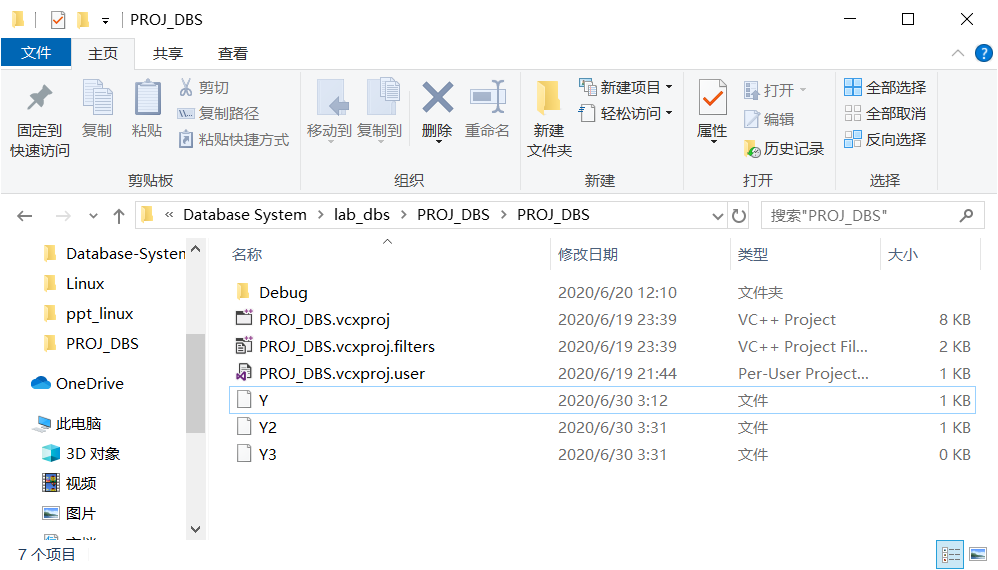 PROJ_DBS
文件 主页 共享 查看
固定到
快速访问
复制
粘贴
剪切
复制路径
粘贴快捷方式
剪贴板
移动到
复制到
删除
重命名
组织
新建
文件夹
新建项目
轻松访问
新建
属性
打开
编辑
历史记录
打开
全部选择
全部取消
反向选择
选择
« Database System > lab_dbs > PROJ_DBS > PROJ_DBS
搜索"PROJ_DBS"
Database-System
Linux
ppt_linux
PROJ_DBS
OneDrive
此电脑
3D 对象
视频
图片
名称 修改日期 类型 大小
Debug 2020/6/20 12:10 文件夹
PROJ_DBS.vcxproj 2020/6/19 23:39 VC++ Project 8 KB
PROJ_DBS.vcxproj.filters 2020/6/19 23:39 VC++ Project Fil... 2 KB
PROJ_DBS.vcxproj.user 2020/6/19 21:44 Per-User Project... 1 KB
Y 2020/6/30 3:12 文件 1 KB
Y2 2020/6/30 3:31 文件 1 KB
Y3 2020/6/30 3:31 文件 0 KB
7 个项目